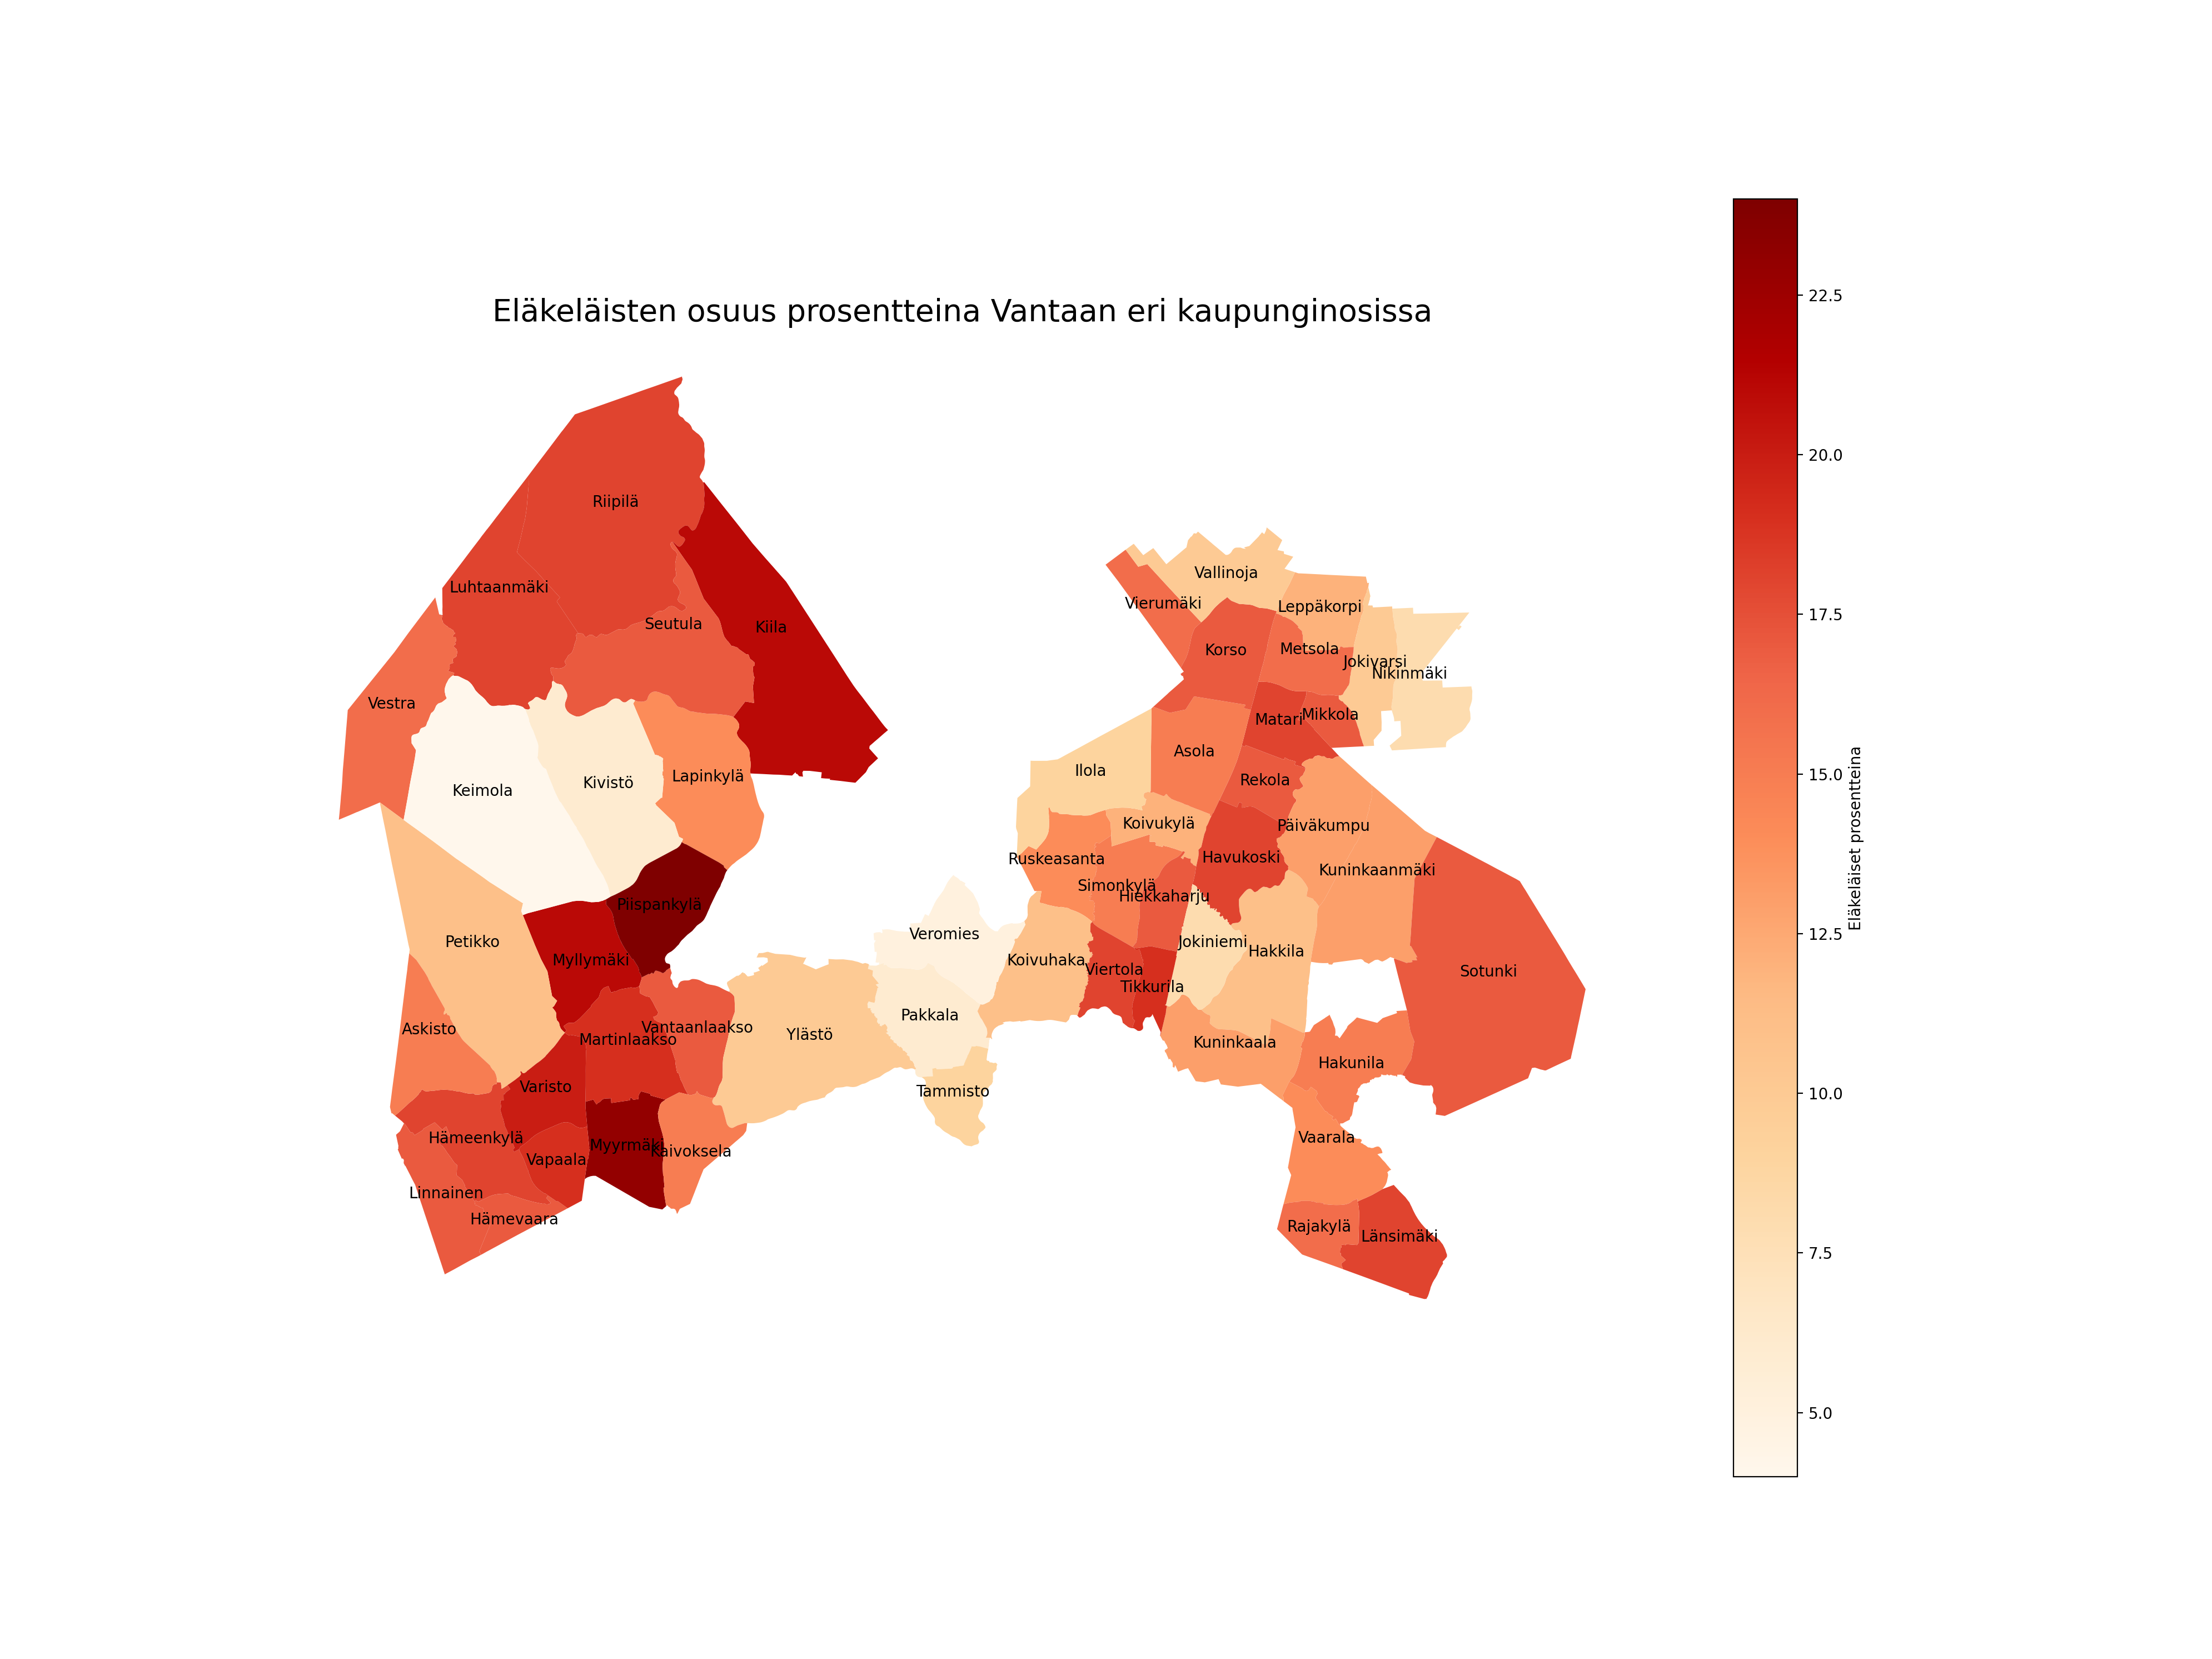 Eläkeläisten osuus prosentteina Vantaan eri kaupunginosissa
Riipilä
Luhtaanmäki
Seutula
Kiila
Vestra
Keimola
Kivistö
Lapinkylä
Piispankylä
Petikko
Myllymäki
Askisto
Martinlaakso
Vantaanlaakso
Ylästö
Varisto
Hämeenkylä
Vapaala
Myyrmäki
Kaivoksela
Linnainen
Hämevaara
Veromies
Pakkala
Tammisto
Koivuhaka
Vallinoja
Vierumäki
Leppäkorpi
Korso
Metsola
Jokivarsi
Nikinmäki
Matari
Mikkola
Asola
Ilola
Rekola
Koivukylä
Päiväkumpu
Ruskeasanta
Havukoski
Kuninkaanmäki
Simonkylä
Hiekkaharju
Jokiniemi
Hakkila
Viertola
Tikkurila
Sotunki
Kuninkaala
Hakunila
Vaarala
Rajakylä
Länsimäki
22.5
20.0
17.5
15.0
12.5
10.0
7.5
5.0
Eläkeläiset prosentteina